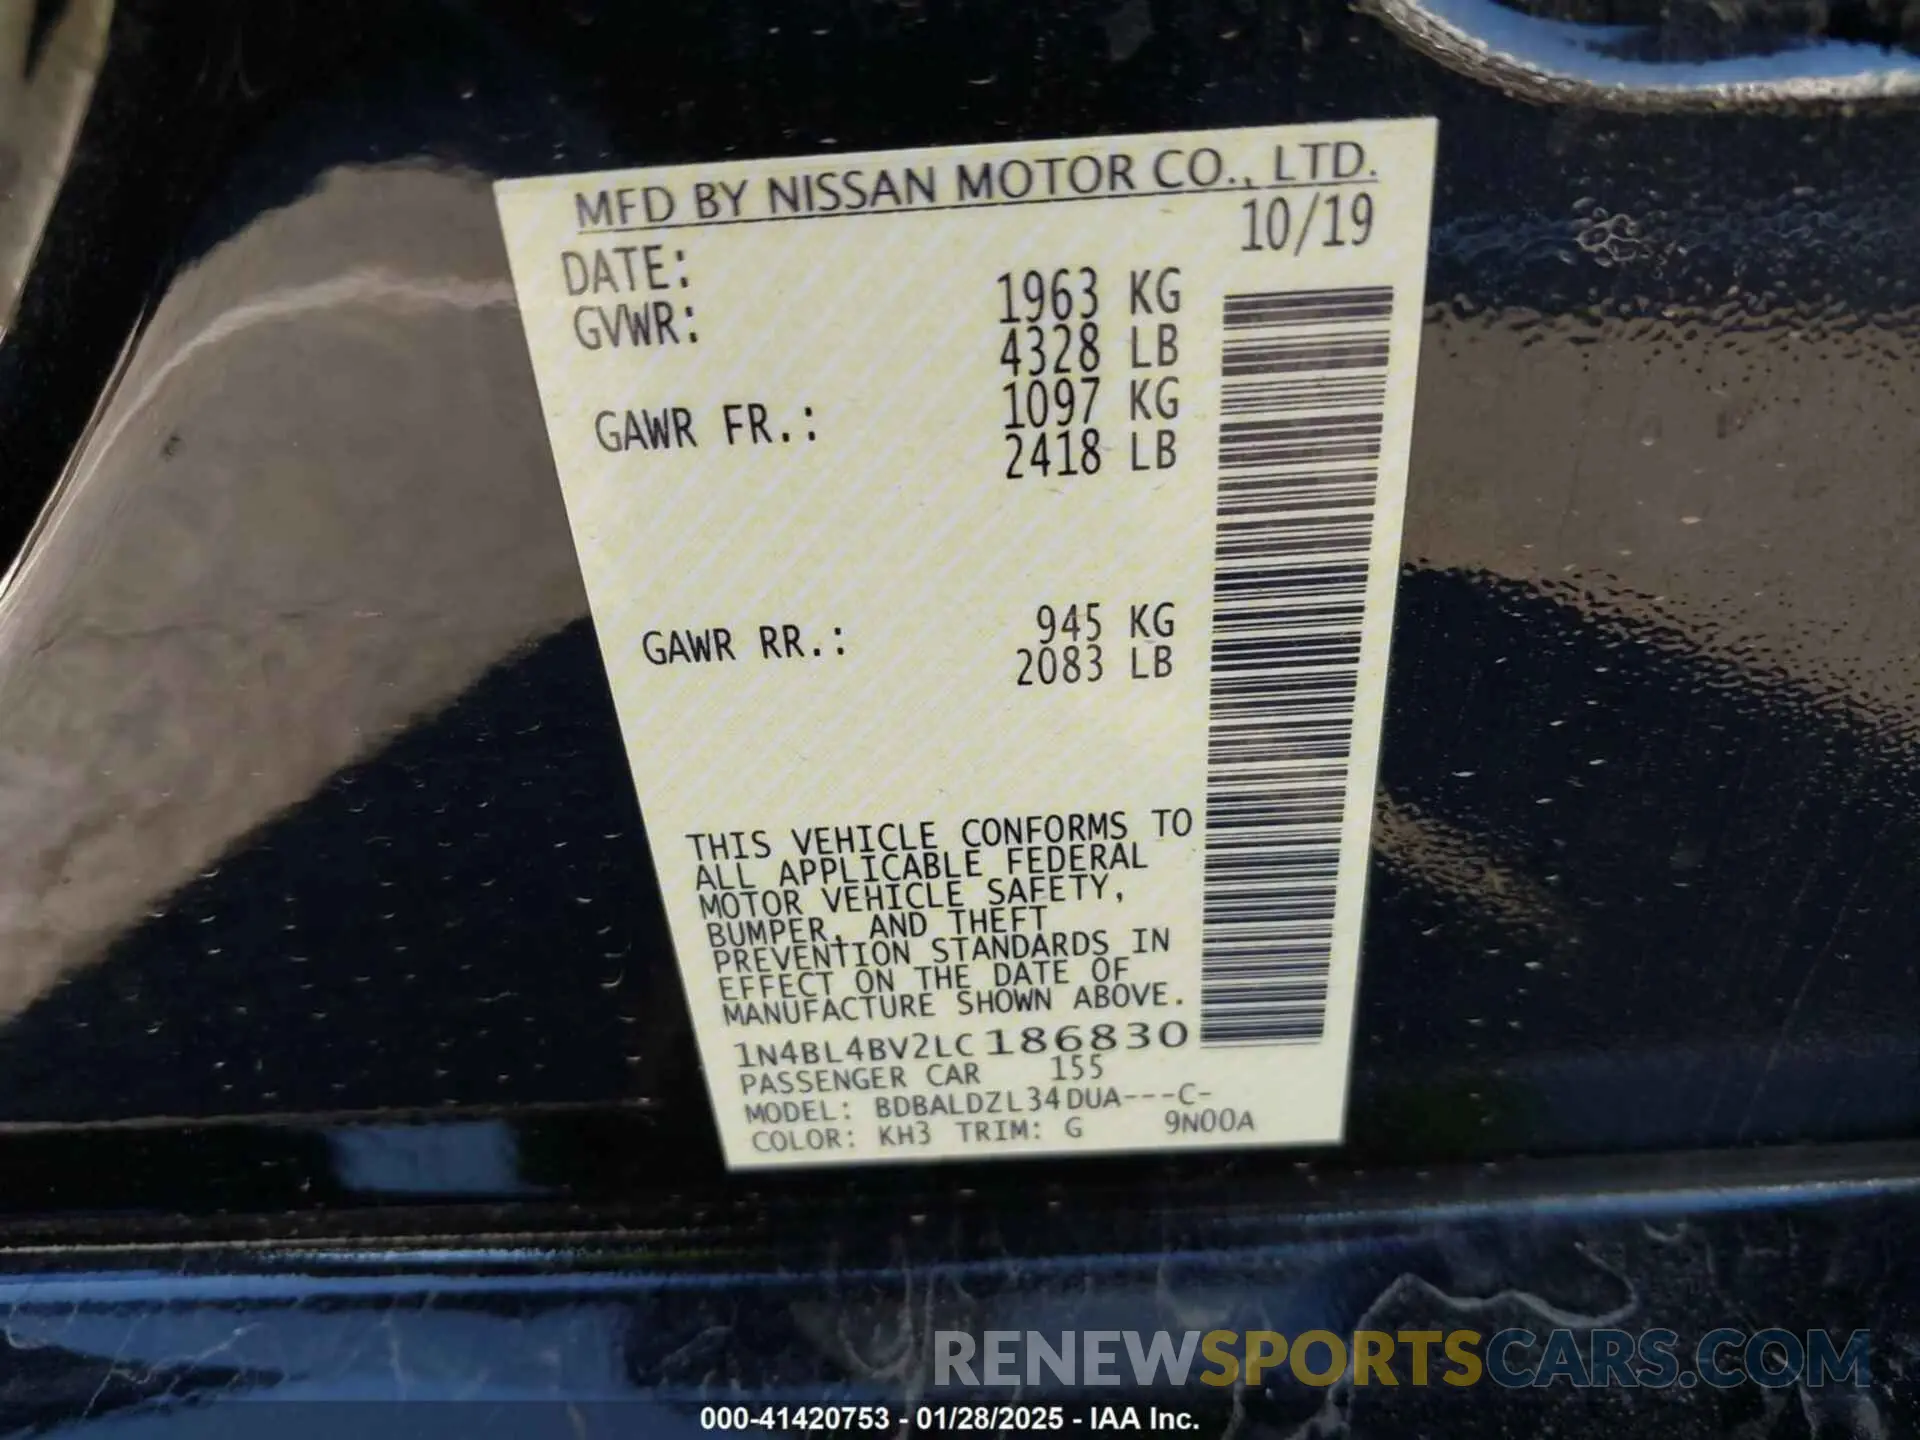 MFD BY NISSAN MOTOR CO., LTD.
DATE: 10/19
GVWR: 1963 KG
4328 LB
GAWR FR.: 1097 KG
2418 LB
GAWR RR.: 945 KG
2083 LB
THIS VEHICLE CONFORMS TO
ALL APPLICABLE FEDERAL
MOTOR VEHICLE SAFETY,
BUMPER, AND THEFT
PREVENTION STANDARDS IN
EFFECT ON THE DATE OF
MANUFACTURE SHOWN ABOVE.
1N4BL4BV2LC186830
PASSENGER CAR 155
MODEL: BDBALDZL34DUA---C-
COLOR: KH3 TRIM: G 9N00A
RENEWSPORTSCARS.COM
000-41420753 - 01/28/2025 - IAA Inc.